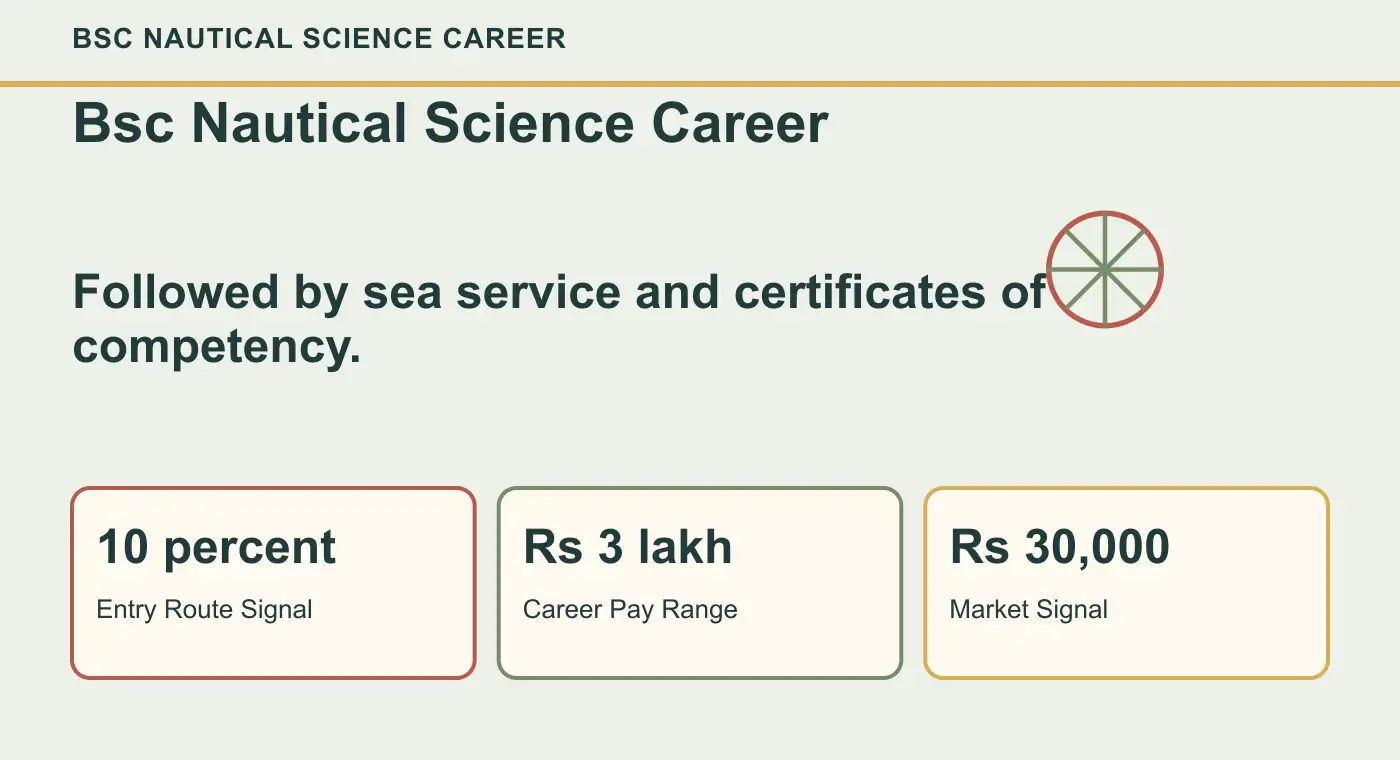 BSC NAUTICAL SCIENCE CAREER
Bsc Nautical Science Career
Followed by sea service and certificates of
competency.
10 percent
Entry Route Signal
Rs 3 lakh
Career Pay Range
Rs 30,000
Market Signal